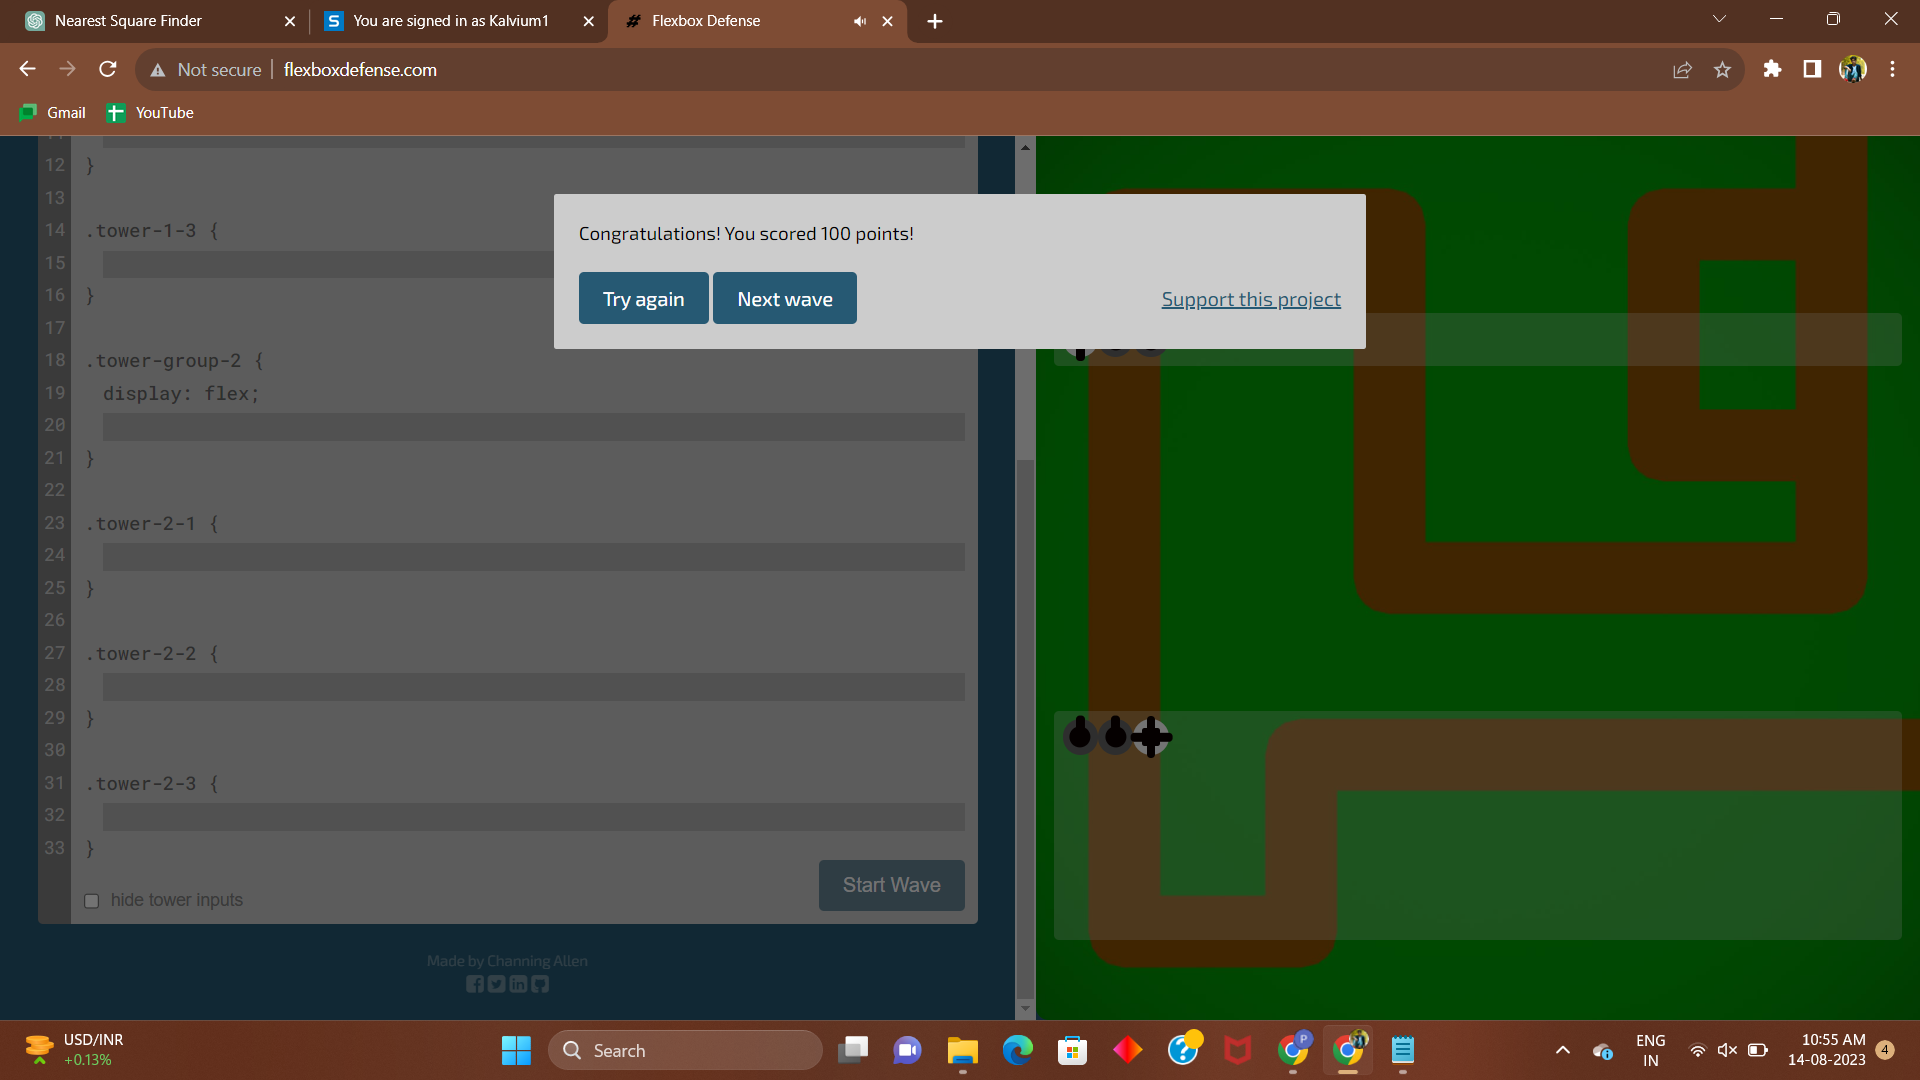 Nearest Square Finder
You are signed in as Kalvium1
Flexbox Defense
Not secure
flexboxdefense.com
Gmail
YouTube
12 }
13
14 .tower-1-3 {
15
16 }
17
18 .tower-group-2 {
19 display: flex;
20
21 }
22
23 .tower-2-1 {
24
25 }
26
27 .tower-2-2 {
28
29 }
30
31 .tower-2-3 {
32
33 }
hide tower inputs
Start Wave
Made by Channing Allen
Congratulations! You scored 100 points!
Try again
Next wave
Support this project
USD/INR
+0.13%
Search
P
ENG
IN
10:55 AM
14-08-2023
4